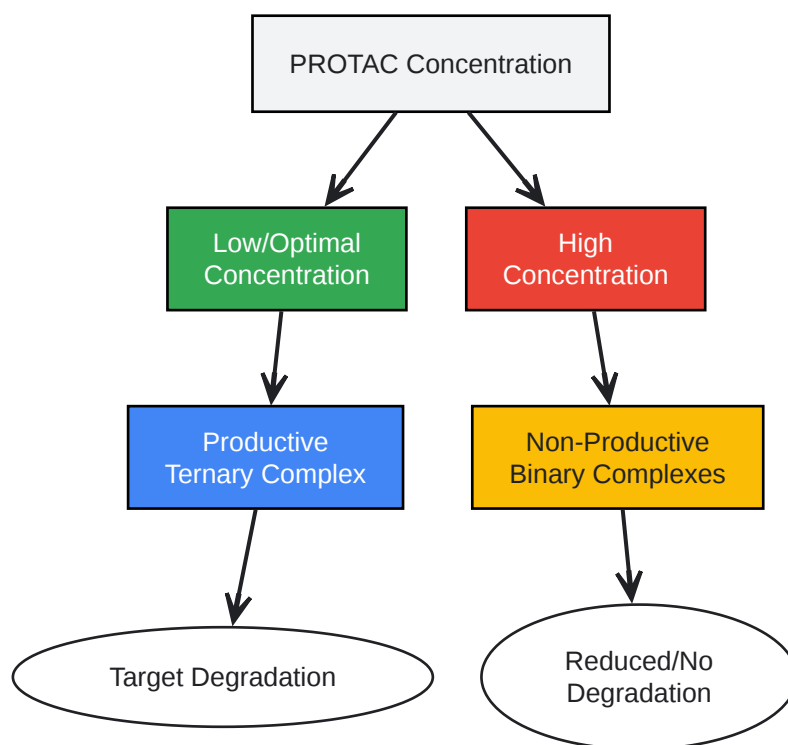 PROTAC Concentration
Low/Optimal
Concentration
High
Concentration
Productive
Ternary Complex
Non-Productive
Binary Complexes
Target Degradation
Reduced/No
Degradation